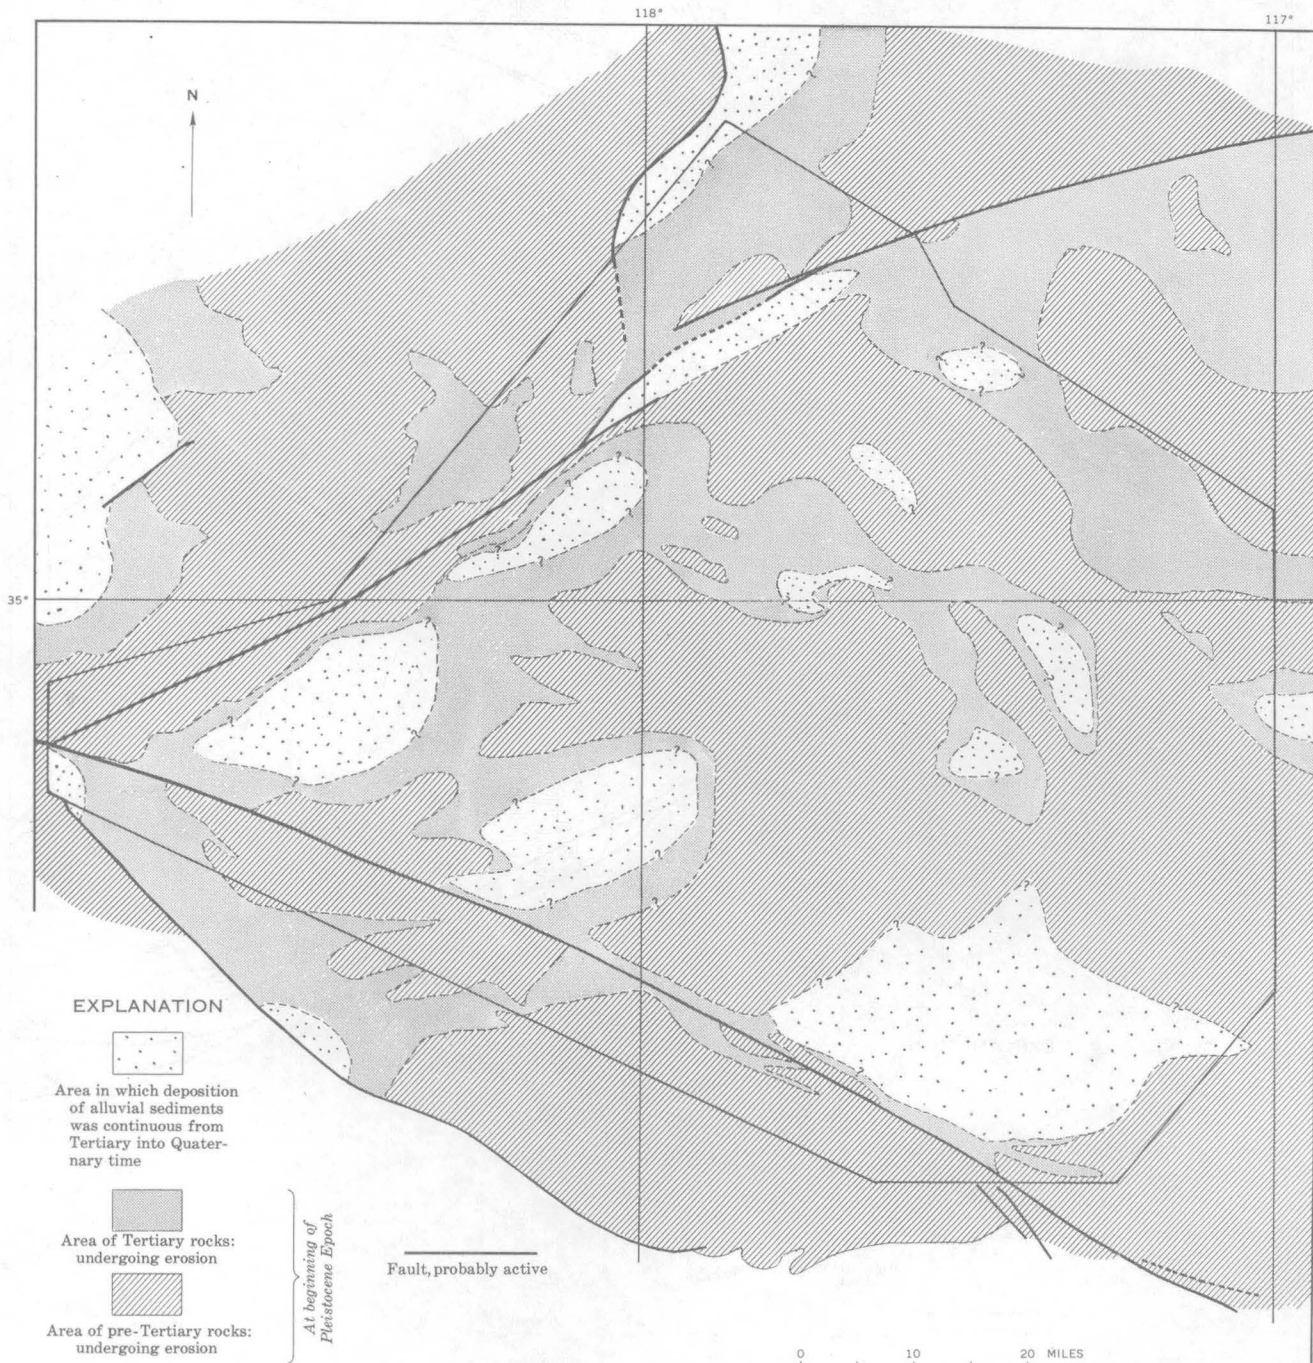 118°
117°
N
35°
EXPLANATION
Area in which deposition
of alluvial sediments
was continuous from
Tertiary into Quater-
nary time
Area of Tertiary rocks:
undergoing erosion
Area of pre-Tertiary rocks:
undergoing erosion
At beginning of
Pleistocene Epoch
Fault, probably active
0 10 20 MILES
? ? ? ? ? ? ? ? ? ? ? ? ? ? ? ? ? ? ? ? ? ? ? ? ? ? ? ? ? ? ? ? ? ? ? ? ? ? ? ?